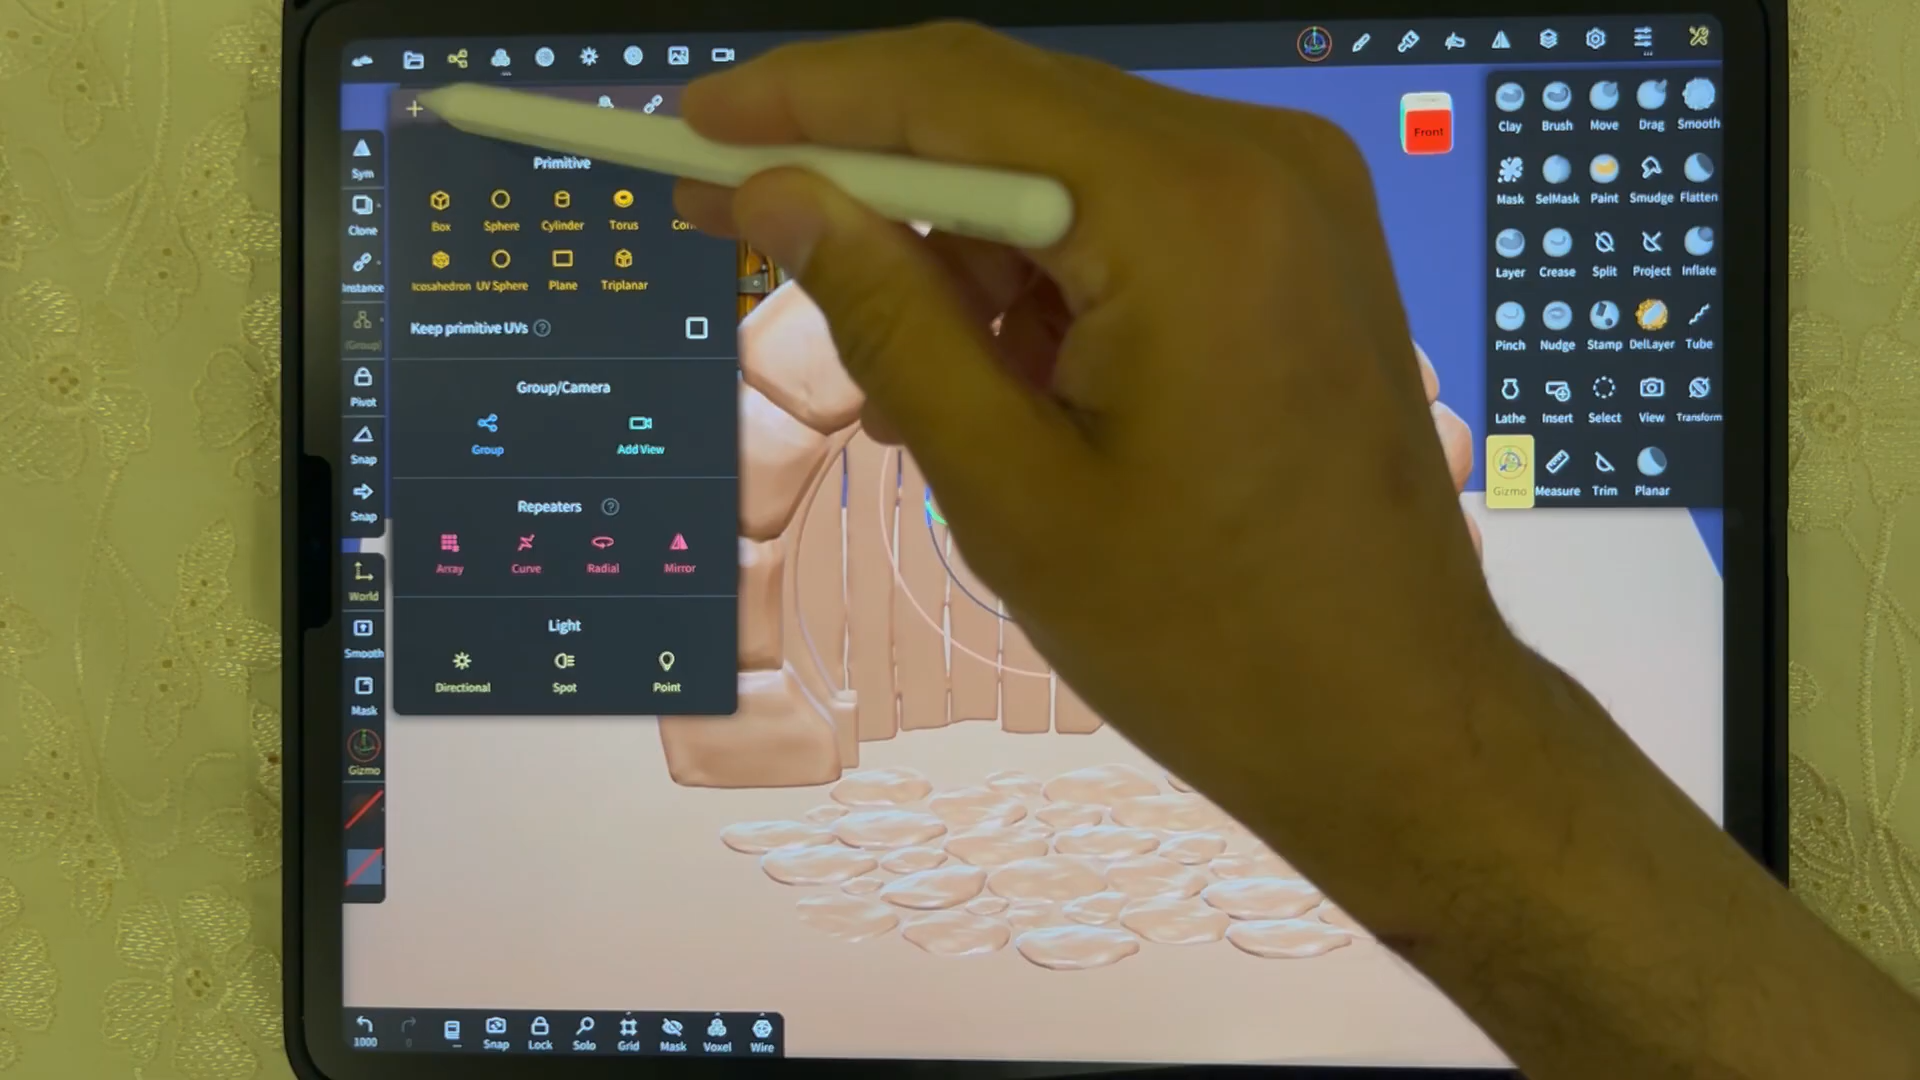 Sym
Clone
Instance
(Group)
Pivot
Snap
Snap
World
Smooth
Mask
Gizmo
Primitive
Box Sphere Cylinder Torus
Icosahedron UV Sphere Plane Triplanar
Keep primitive UVs ?
Group/Camera
Group Add View
Repeaters ?
Array Curve Radial Mirror
Light
Directional Spot Point
Front
Clay Brush Move Drag Smooth
Mask SelMask Paint Smudge Flatten
Layer Crease Split Project Inflate
Pinch Nudge Stamp DelLayer Tube
Lathe Insert Select View Transform
Gizmo Measure Trim Planar
1000 0 Snap Lock Solo Grid Mask Voxel Wire